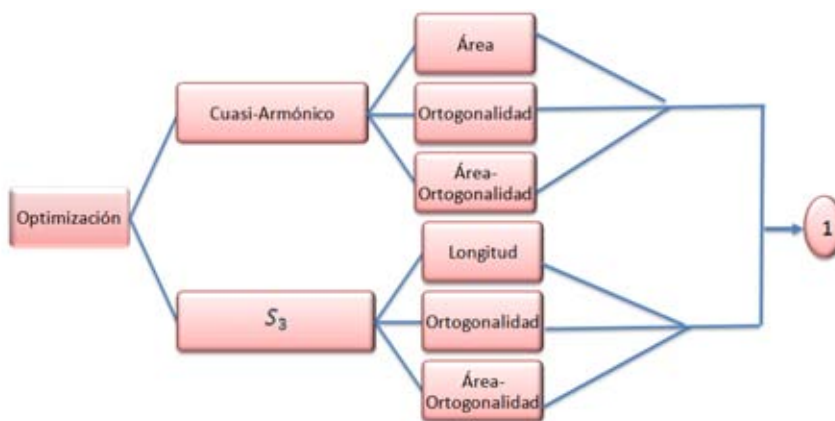 Optimización
Cuasi-Armónico
Área
Ortogonalidad
Área-
Ortogonalidad
S₃
Longitud
Ortogonalidad
Área-
Ortogonalidad
1